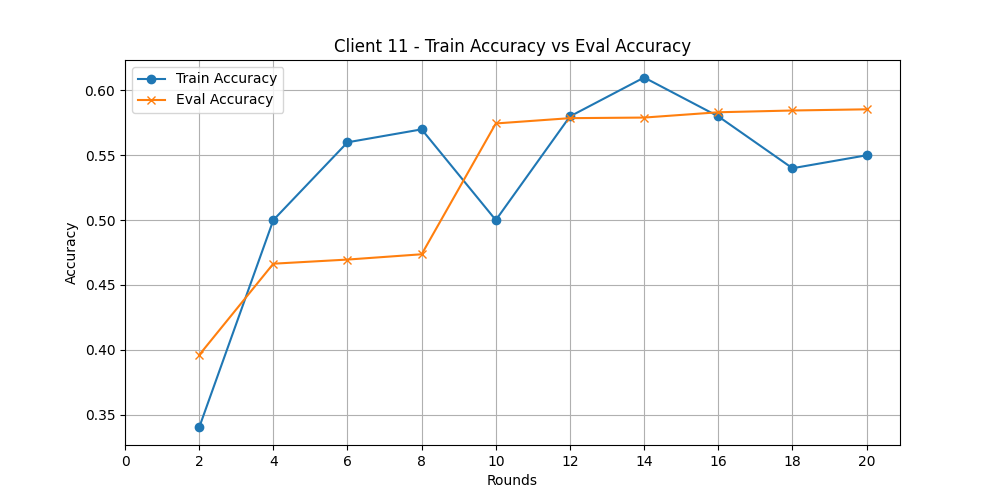 Client 11 - Train Accuracy vs Eval Accuracy
Train Accuracy
Eval Accuracy
0.60
0.55
0.50
0.45
0.40
0.35
Accuracy
0 2 4 6 8 10 12 14 16 18 20
Rounds